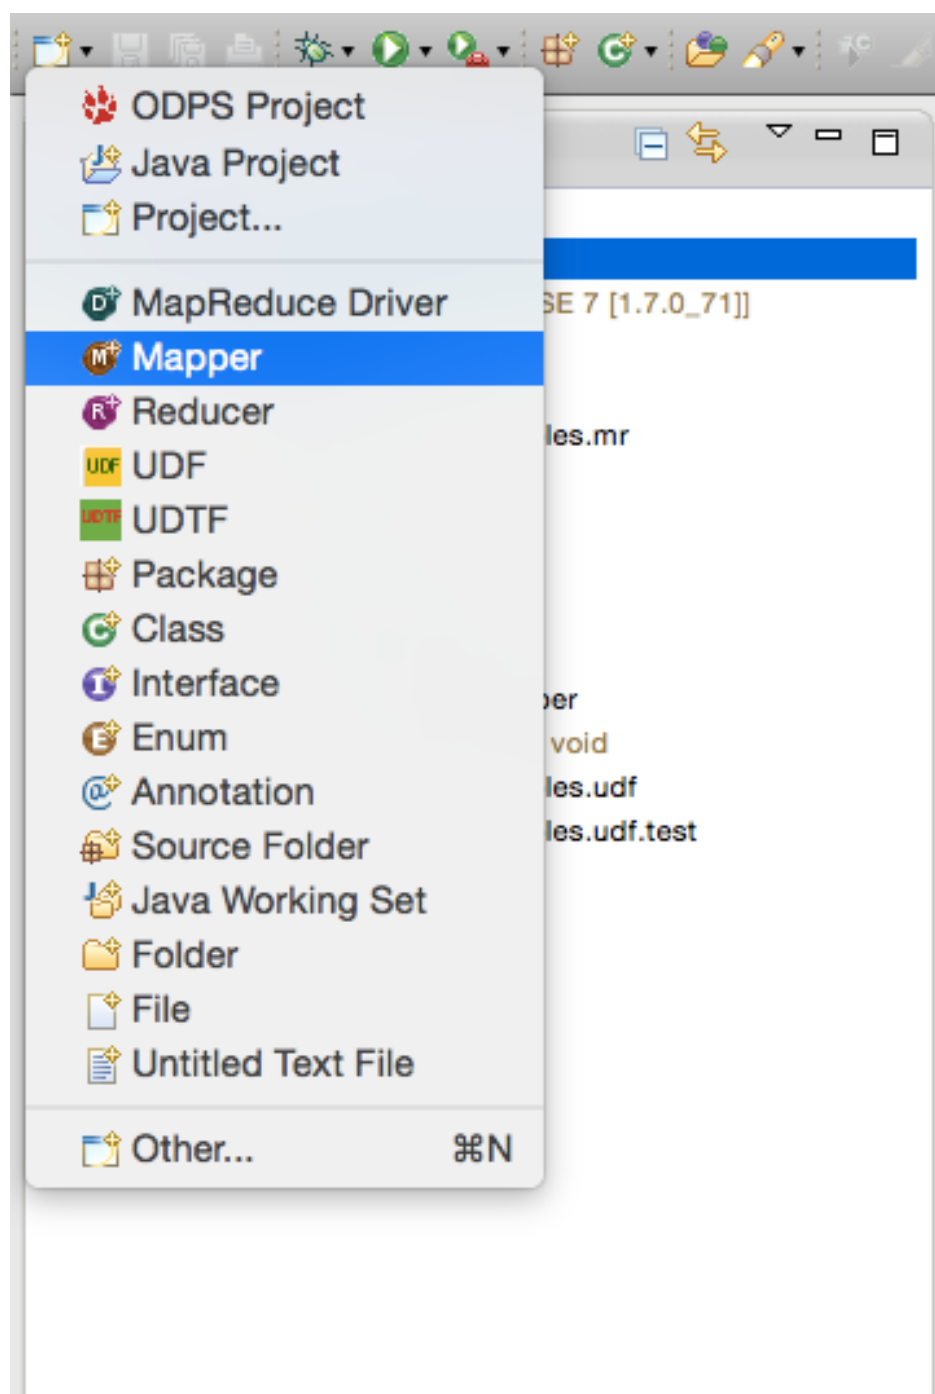 ODPS Project
Java Project
Project...
MapReduce Driver
Mapper
Reducer
UDF UDF
UDTF UDTF
Package
Class
Interface
Enum
Annotation
Source Folder
Java Working Set
Folder
File
Untitled Text File
Other... ⌘N
SE 7 [1.7.0_71]]
les.mr
per
void
les.udf
les.udf.test